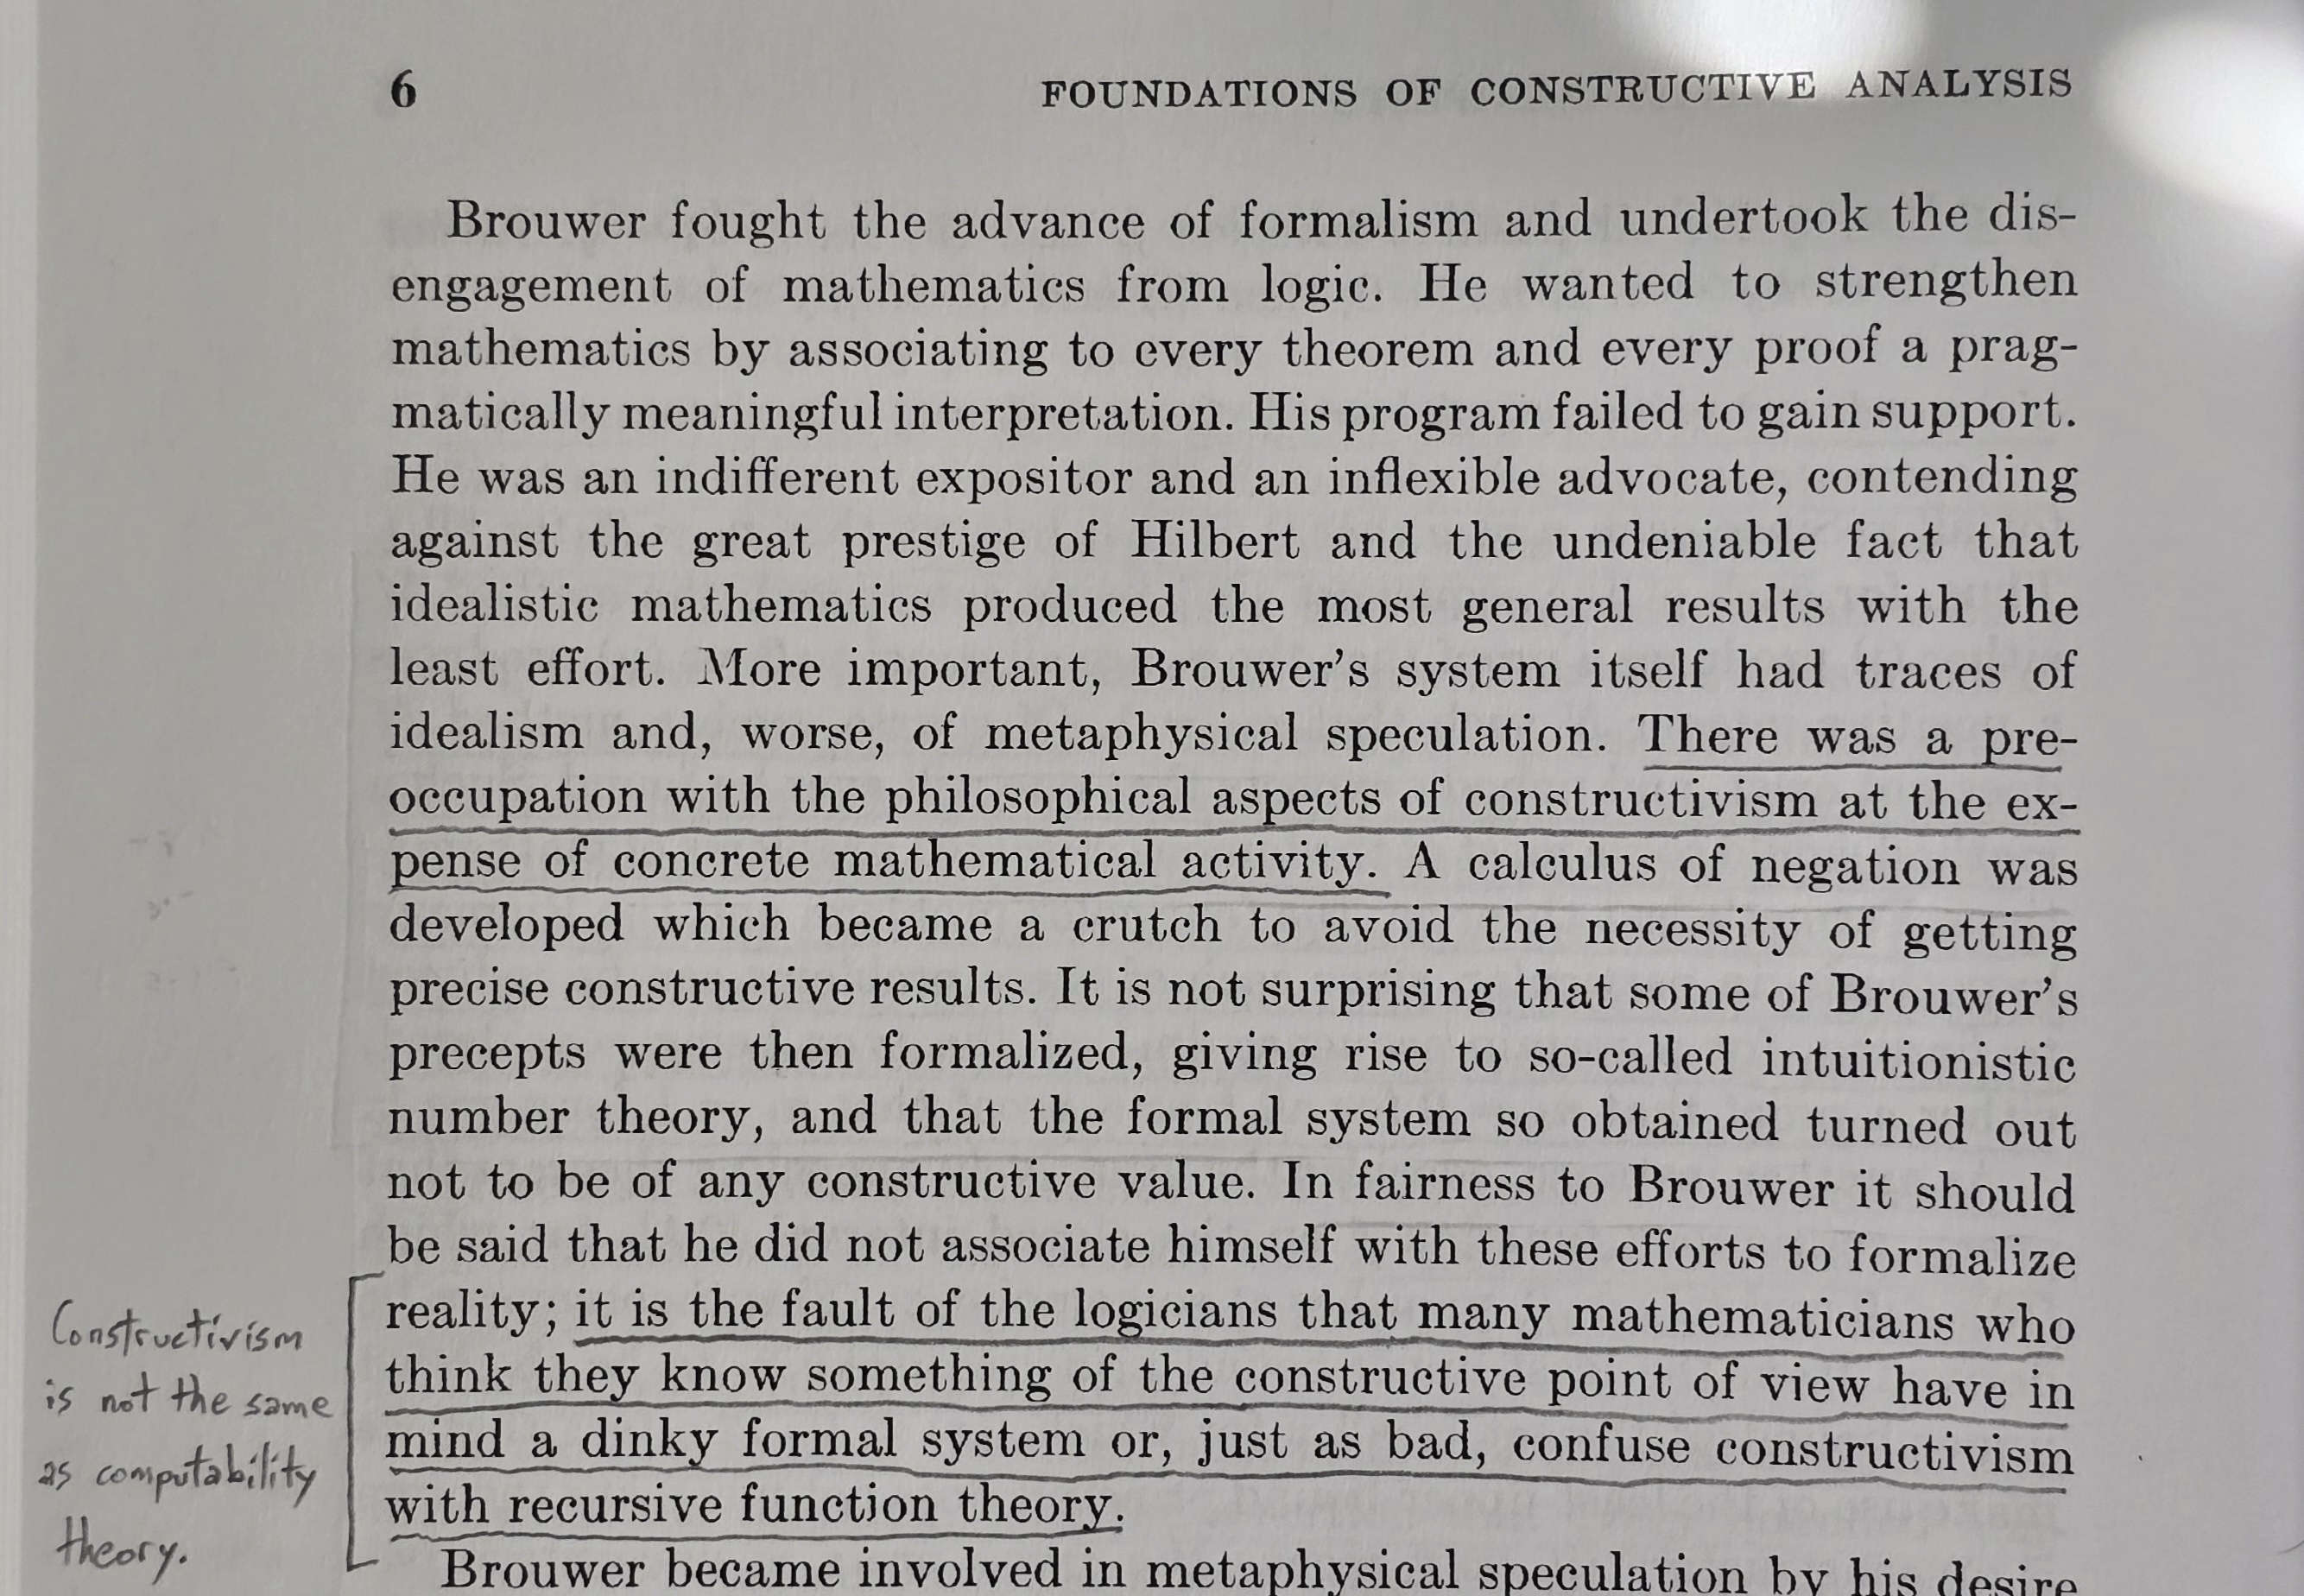 6 FOUNDATIONS OF CONSTRUCTIVE ANALYSIS
Brouwer fought the advance of formalism and undertook the dis-
engagement of mathematics from logic. He wanted to strengthen
mathematics by associating to every theorem and every proof a prag-
matically meaningful interpretation. His program failed to gain support.
He was an indifferent expositor and an inflexible advocate, contending
against the great prestige of Hilbert and the undeniable fact that
idealistic mathematics produced the most general results with the
least effort. More important, Brouwer's system itself had traces of
idealism and, worse, of metaphysical speculation. There was a pre-
occupation with the philosophical aspects of constructivism at the ex-
pense of concrete mathematical activity. A calculus of negation was
developed which became a crutch to avoid the necessity of getting
precise constructive results. It is not surprising that some of Brouwer's
precepts were then formalized, giving rise to so-called intuitionistic
number theory, and that the formal system so obtained turned out
not to be of any constructive value. In fairness to Brouwer it should
be said that he did not associate himself with these efforts to formalize
reality; it is the fault of the logicians that many mathematicians who
think they know something of the constructive point of view have in
mind a dinky formal system or, just as bad, confuse constructivism
with recursive function theory.
Brouwer became involved in metaphysical speculation by his desire
Constructivism
is not the same
as computability
theory.